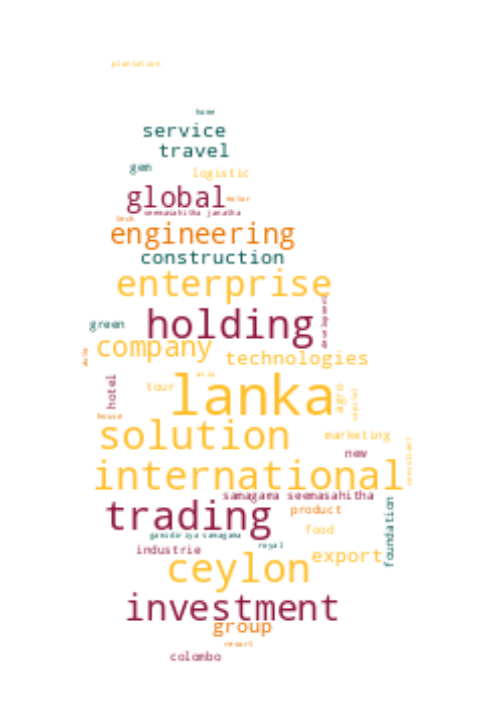 plantation
home
service
travel
gem
logistic
global
motor
seemasahitha janatha
tech
engineering
construction
enterprise
holding
development
green
company
auto
technologies
asia
hotel
tour
lanka
agro
capital
house
solution
marketing
consultant
new
international
samagama seemasahitha
trading
product
foundation
food
gamidiriya samagama
royal
industrie
export
ceylon
investment
group
resort
colombo